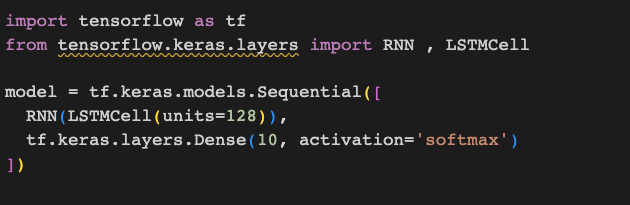 import tensorflow as tf
from tensorflow.keras.layers import RNN , LSTMCell
model = tf.keras.models.Sequential([
RNN(LSTMCell(units=128)),
tf.keras.layers.Dense(10, activation='softmax')
])